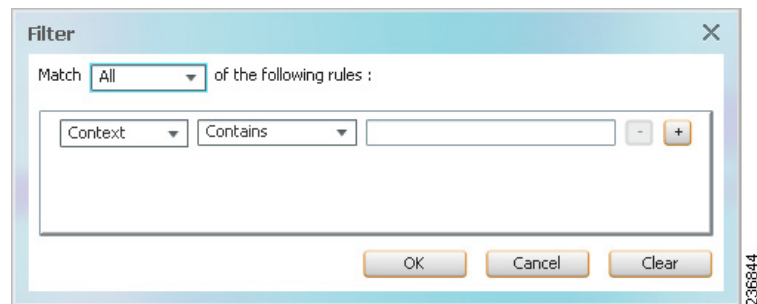 Filter
Match All of the following rules :
Context Contains - +
OK Cancel Clear
236844